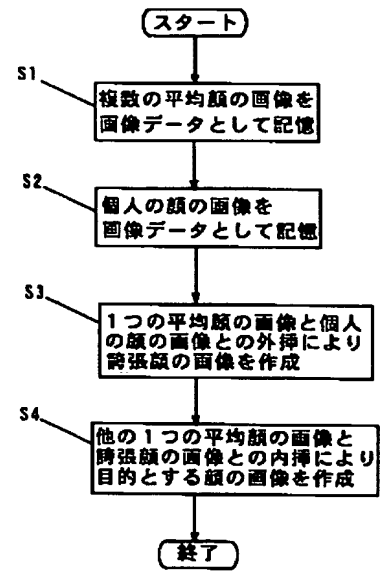 スタート
S1
複数の平均顔の画像を
画像データとして記憶
S2
個人の顔の画像を
画像データとして記憶
S3
1つの平均顔の画像と個人
の顔の画像との外挿により
誇張顔の画像を作成
S4
他の1つの平均顔の画像と
誇張顔の画像との内挿により
目的とする顔の画像を作成
終了